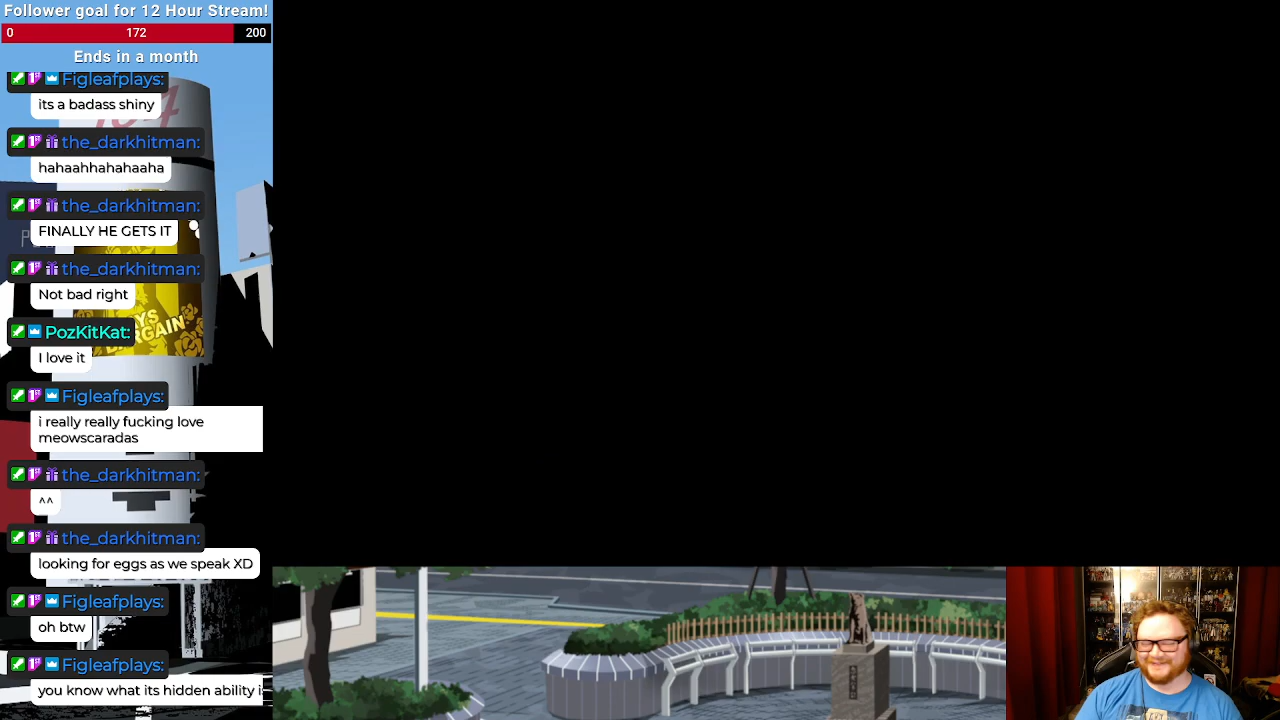 Follower goal for 12 Hour Stream!
0 172 200
Ends in a month
Figleafplays:
its a badass shiny
the_darkhitman:
hahaahhahahaaha
the_darkhitman:
FINALLY HE GETS IT
the_darkhitman:
Not bad right
PozKitKat:
I love it
Figleafplays:
i really really fucking love
meowscaradas
the_darkhitman:
^^
the_darkhitman:
looking for eggs as we speak XD
Figleafplays:
oh btw
Figleafplays:
you know what its hidden ability i